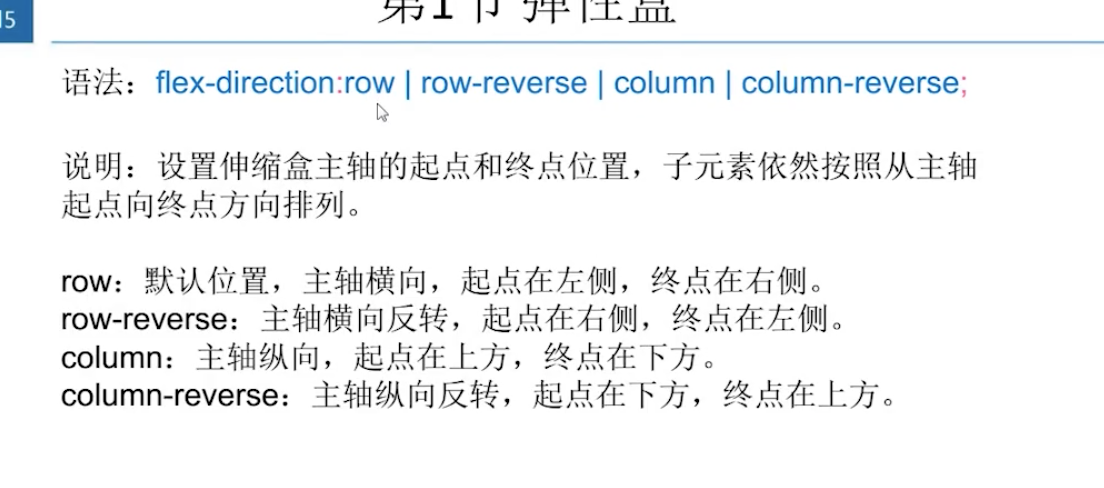 15
第1节 弹性盒
语法：flex-direction:row | row-reverse | column | column-reverse;
说明：设置伸缩盒主轴的起点和终点位置，子元素依然按照从主轴
起点向终点方向排列。
row：默认位置，主轴横向，起点在左侧，终点在右侧。
row-reverse：主轴横向反转，起点在右侧，终点在左侧。
column：主轴纵向，起点在上方，终点在下方。
column-reverse：主轴纵向反转，起点在下方，终点在上方。